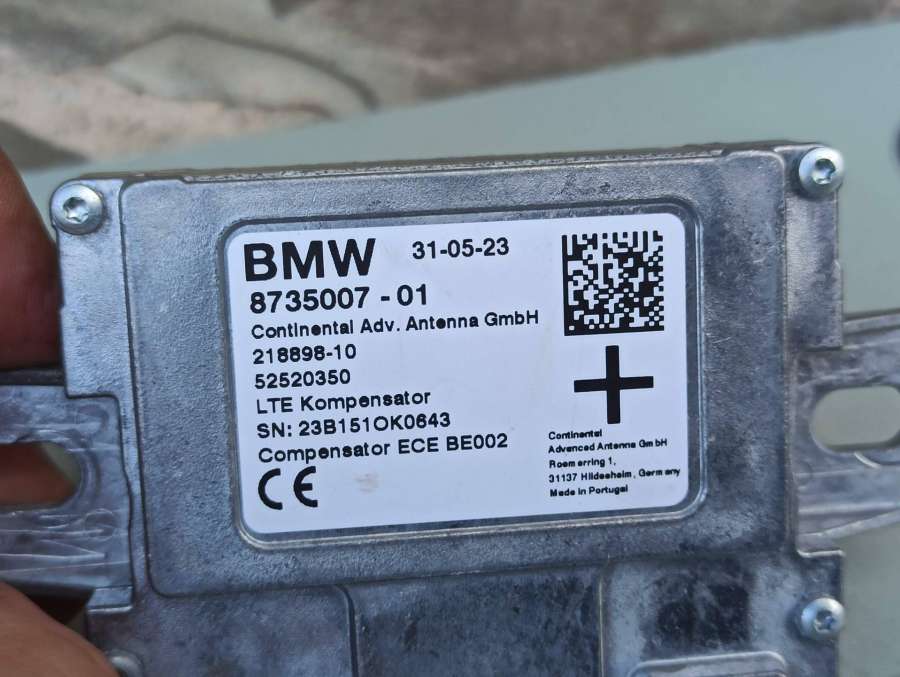 BMW 31-05-23
8735007 - 01
Continental Adv. Antenna GmbH
218898-10
52520350
LTE Kompensator
SN: 23B151OK0643
Compensator ECE BE002
CE
Continental
Advanced Antenna GmbH
Roemerring 1,
31137 Hildesheim, Germany
Made in Portugal